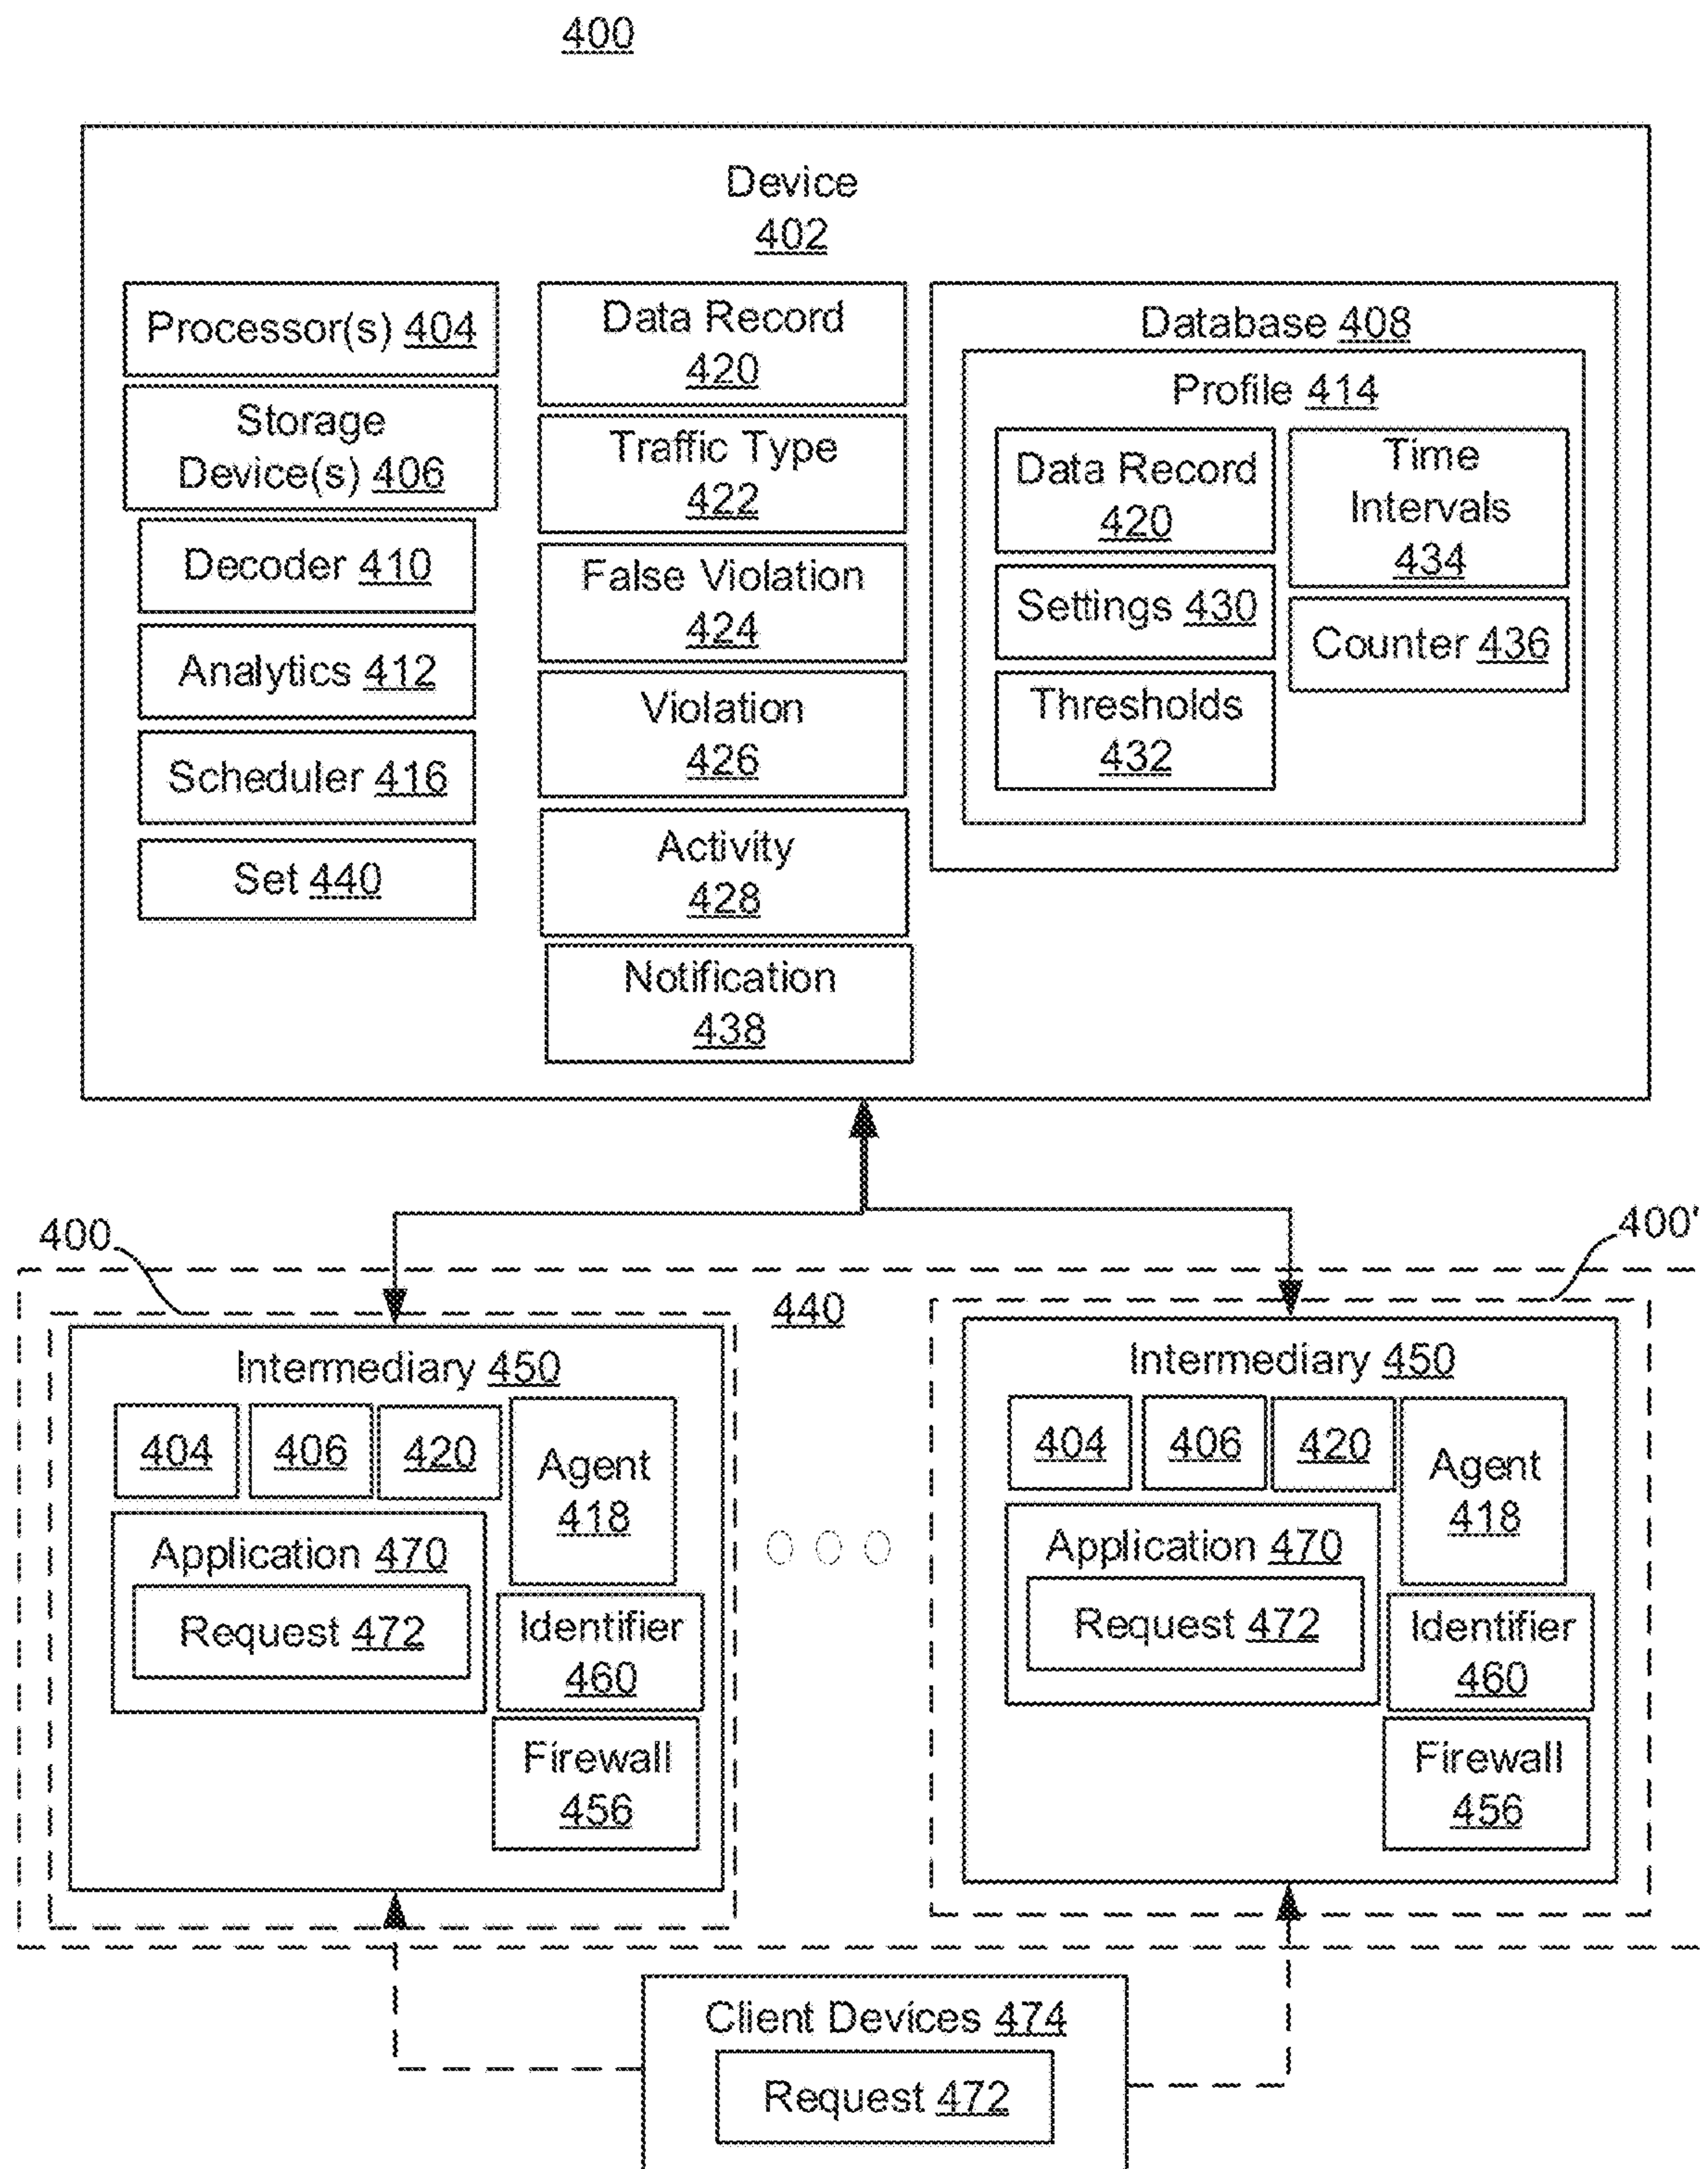 400
Device
402
Processor(s) 404
Storage
Device(s) 406
Decoder 410
Analytics 412
Scheduler 416
Set 440
Data Record
420
Traffic Type
422
False Violation
424
Violation
426
Activity
428
Notification
438
Database 408
Profile 414
Data Record
420
Settings 430
Thresholds
432
Time
Intervals
434
Counter 436
400
400'
440
Intermediary 450
404
406
420
Agent
418
Application 470
Request 472
Identifier
460
Firewall
456
Intermediary 450
404
406
420
Agent
418
Application 470
Request 472
Identifier
460
Firewall
456
Client Devices 474
Request 472